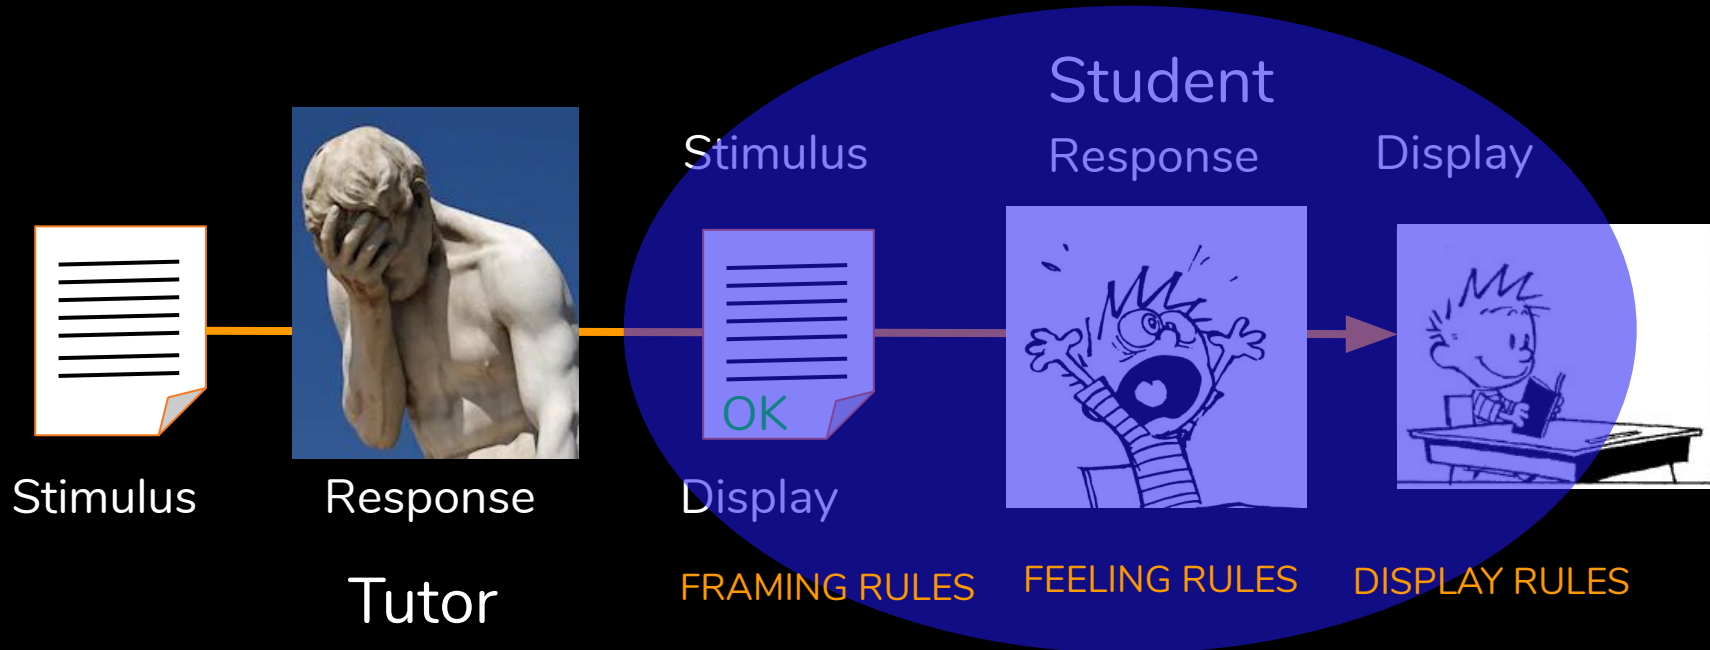 Student
Stimulus
Response
Display
OK
Stimulus
Response
Display
FRAMING RULES
FEELING RULES
DISPLAY RULES
Tutor